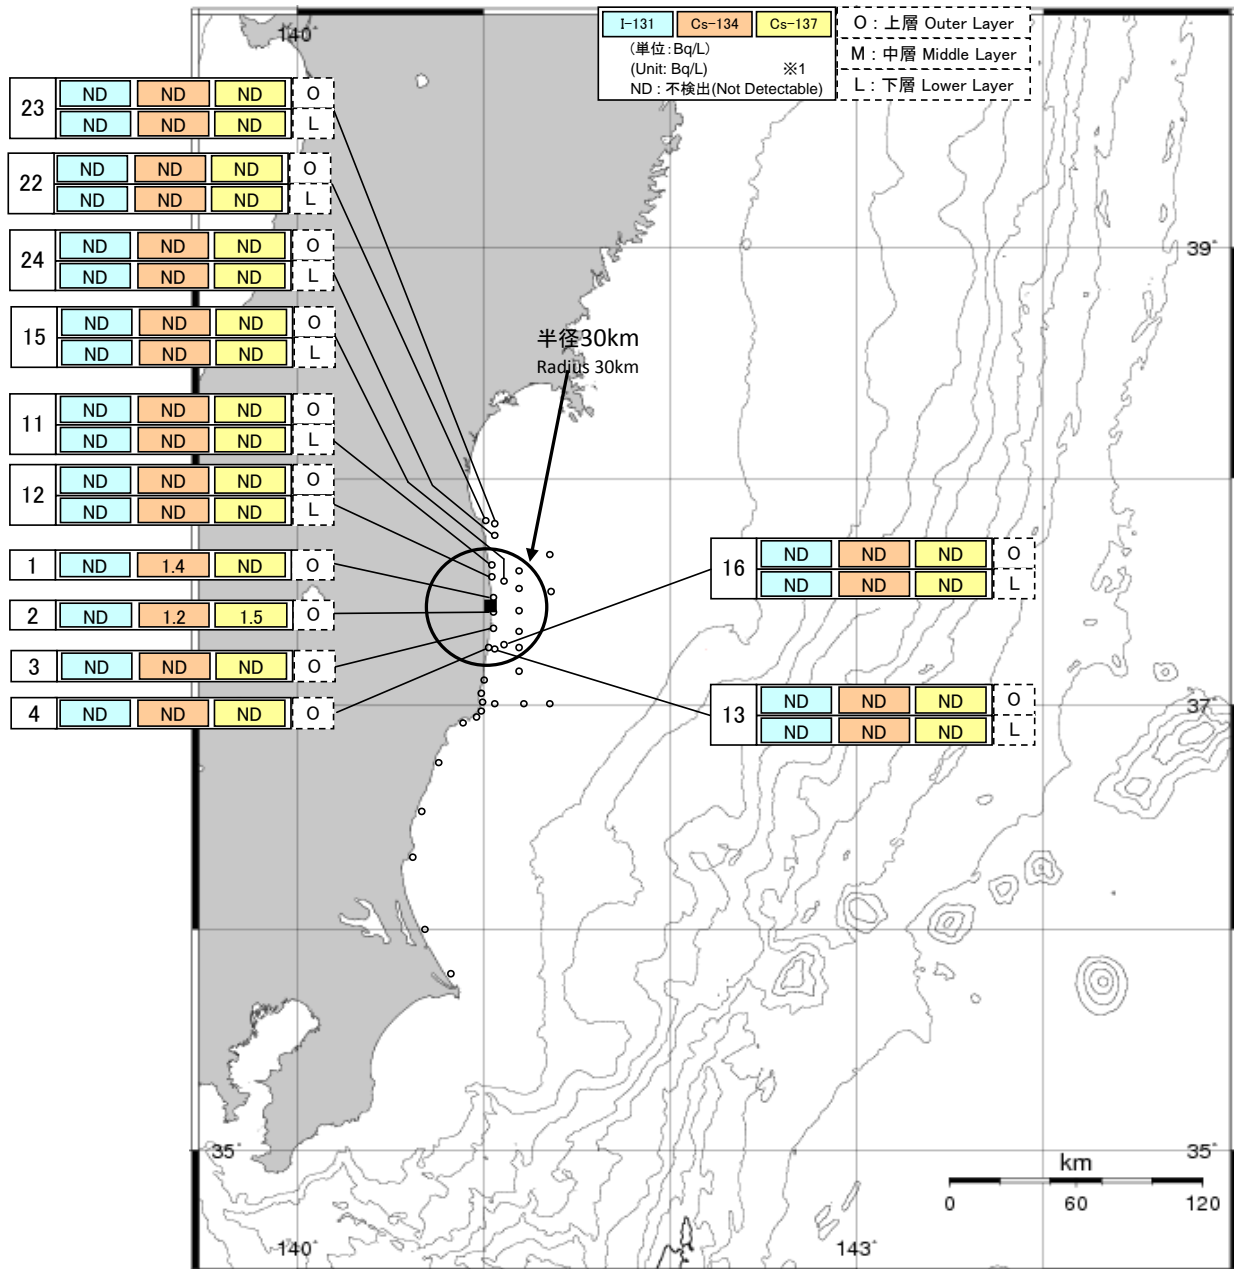 140°
I-131 Cs-134 Cs-137
(単位:Bq/L)
(Unit: Bq/L) ※1
ND : 不検出(Not Detectable)
O : 上層 Outer Layer
M : 中層 Middle Layer
L : 下層 Lower Layer
23
ND ND ND O
ND ND ND L
22
ND ND ND O
ND ND ND L
24
ND ND ND O
ND ND ND L
15
ND ND ND O
ND ND ND L
11
ND ND ND O
ND ND ND L
12
ND ND ND O
ND ND ND L
1 ND 1.4 ND O
2 ND 1.2 1.5 O
3 ND ND ND O
4 ND ND ND O
39°
半径30km
Radius 30km
16
ND ND ND O
ND ND ND L
13
ND ND ND O
ND ND ND L
37°
35°
35°
km
0 60 120
140°
143°